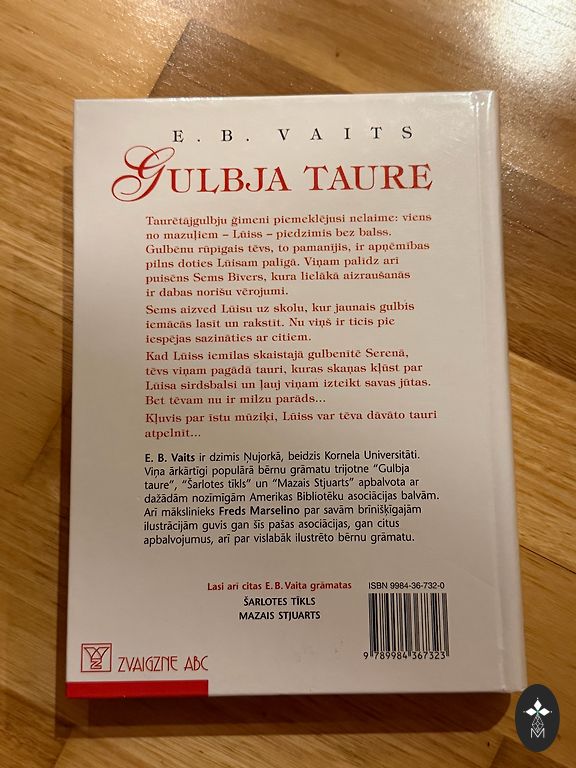 E. B. VAITS
GULBJA TAURE
Taurētājgulbju ģimeni piemeklējusi nelaime: viens
no mazuļiem – Lūiss – piedzimis bez balss.
Gulbēnu rūpīgais tēvs, to pamanījis, ir apņēmības
pilns doties Lūisam palīgā. Viņam palīdz arī
puisēns Sems Bīvers, kura lielākā aizraušanās
ir dabas norišu vērojumi.
Sems aizved Lūisu uz skolu, kur jaunais gulbis
iemācās lasīt un rakstīt. Nu viņš ir ticis pie
iespējas sazināties ar citiem.
Kad Lūiss iemīlas skaistajā gulbenītē Serenā,
tēvs viņam pagādā tauri, kuras skaņas kļūst par
Lūisa sirdsbalsi un ļauj viņam izteikt savas jūtas.
Bet tēvam nu ir milzu parāds...
Kļuvis par īstu mūziķi, Lūiss var tēva dāvāto tauri
atpelnīt...
E. B. Vaits ir dzimis Ņujorkā, beidzis Kornela Universitāti.
Viņa ārkārtīgi populārā bērnu grāmatu trijotne “Gulbja
taure”, “Šarlotes tīkls” un “Mazais Stjuarts” apbalvota ar
dažādām nozīmīgām Amerikas Bibliotēku asociācijas balvām.
Arī mākslinieks Freds Marselino par savām brīnišķīgajām
ilustrācijām guvis gan šīs pašas asociācijas, gan citus
apbalvojumus, arī par vislabāk ilustrēto bērnu grāmatu.
Lasi arī citas E. B. Vaita grāmatas
ŠARLOTES TĪKLS
MAZAIS STJUARTS
ISBN 9984-36-732-0
9 789984 367323
ZVAIGZNE ABC
M